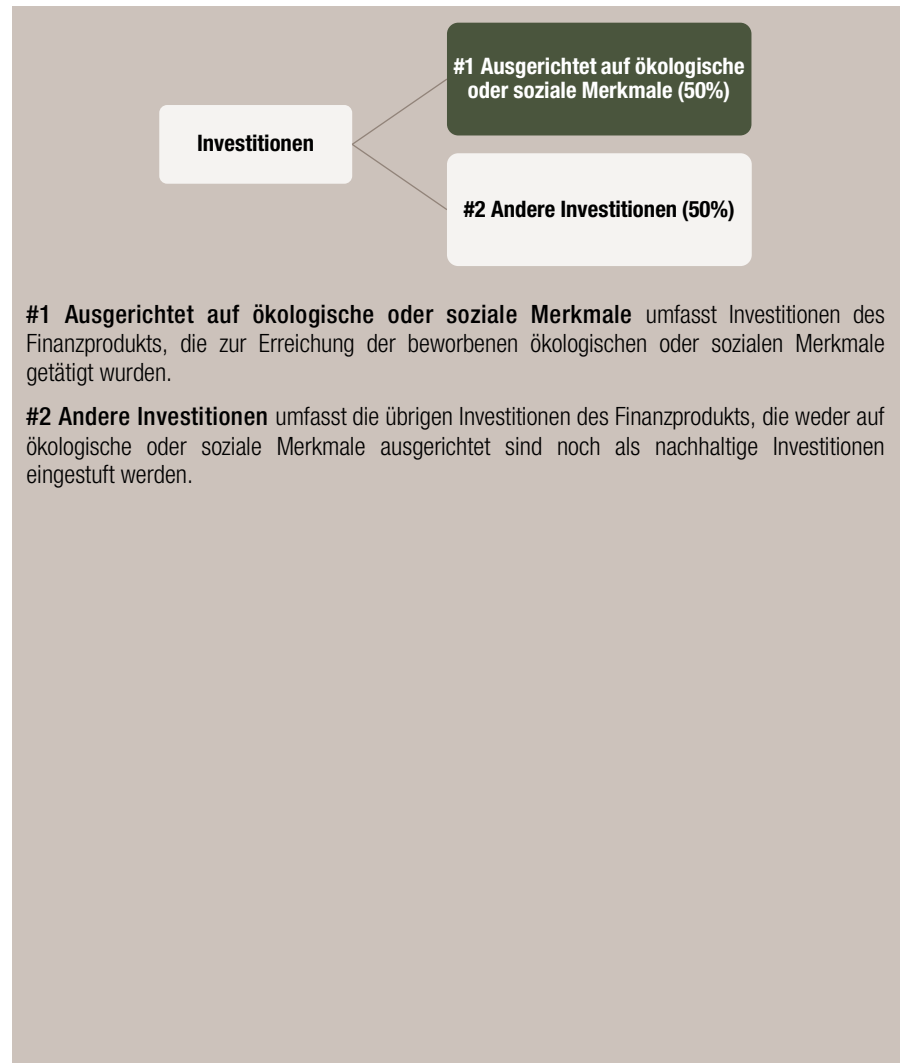 #1 Ausgerichtet auf ökologische
oder soziale Merkmale (50%)
Investitionen
#2 Andere Investitionen (50%)
#1 Ausgerichtet auf ökologische oder soziale Merkmale umfasst Investitionen des
Finanzprodukts, die zur Erreichung der beworbenen ökologischen oder sozialen Merkmale
getätigt wurden.
#2 Andere Investitionen umfasst die übrigen Investitionen des Finanzprodukts, die weder auf
ökologische oder soziale Merkmale ausgerichtet sind noch als nachhaltige Investitionen
eingestuft werden.